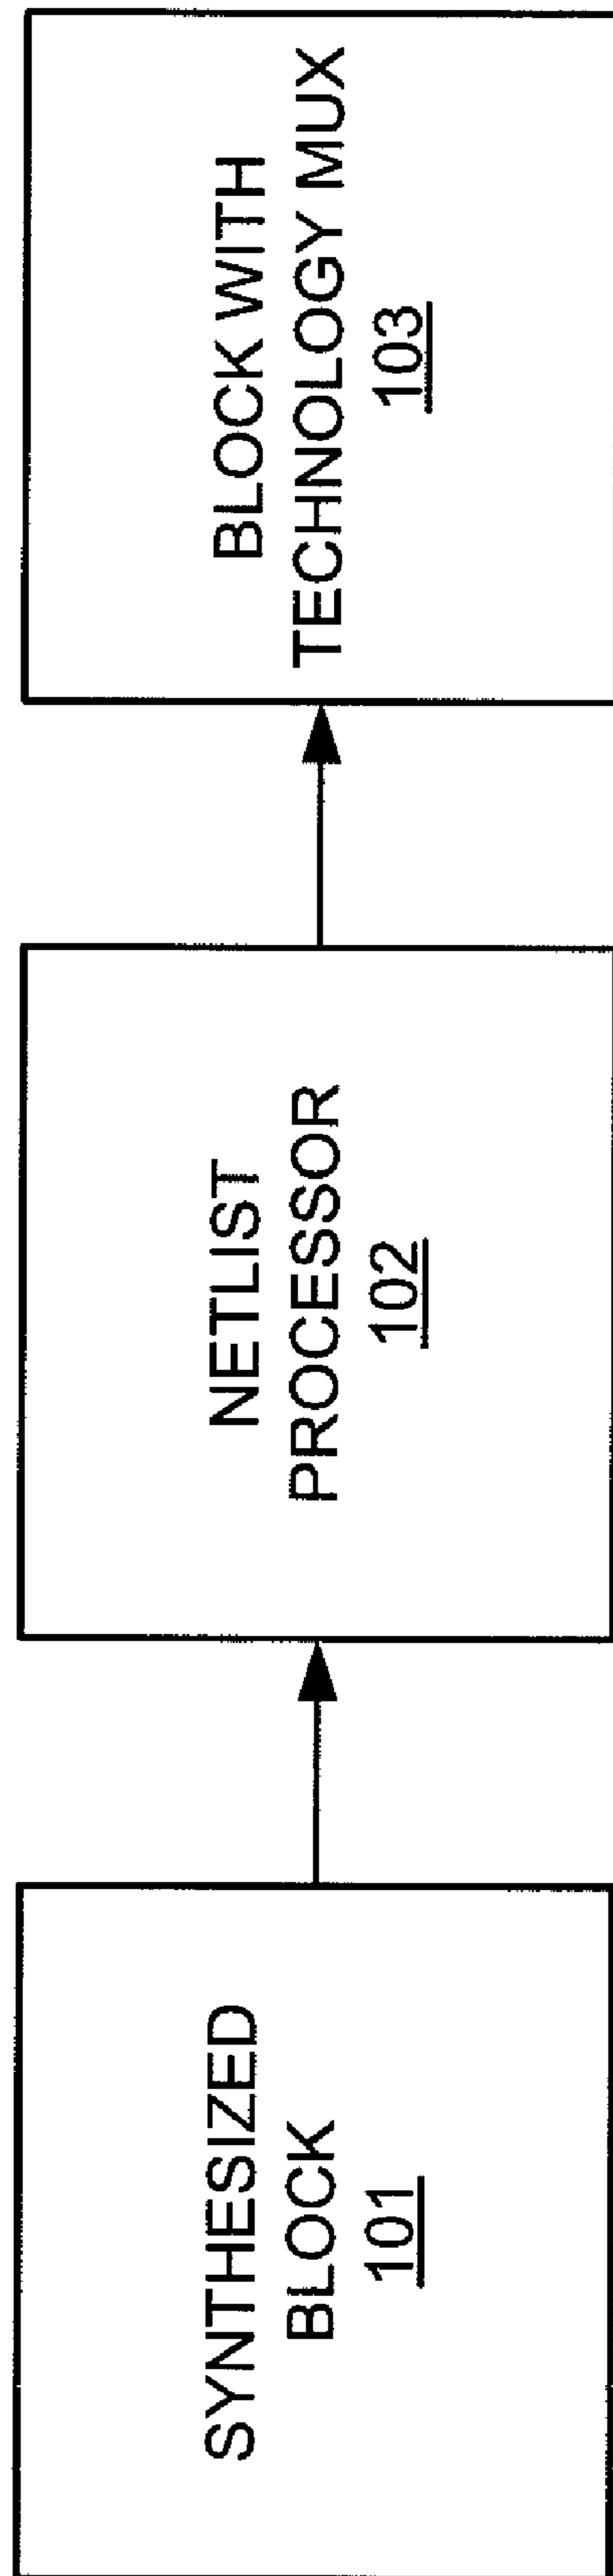 SYNTHESIZED
BLOCK
101
NETLIST
PROCESSOR
102
BLOCK WITH
TECHNOLOGY MUX
103